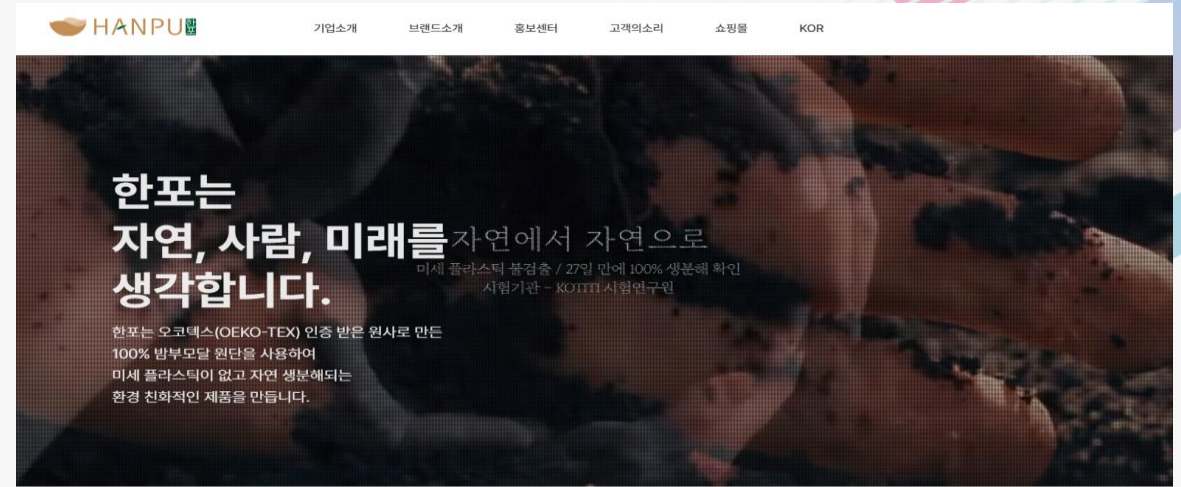 HANPU 한포
기업소개 브랜드소개 홍보센터 고객의소리 쇼핑몰 KOR
한포는
자연, 사람, 미래를
생각합니다.
자연에서 자연으로
미세 플라스틱 불검출 / 27일 만에 100% 생분해 확인
시험기관 - KOTITI 시험연구원
한포는 오코텍스(OEKO-TEX) 인증 받은 원사로 만든
100% 밤부모달 원단을 사용하여
미세 플라스틱이 없고 자연 생분해되는
환경 친화적인 제품을 만듭니다.